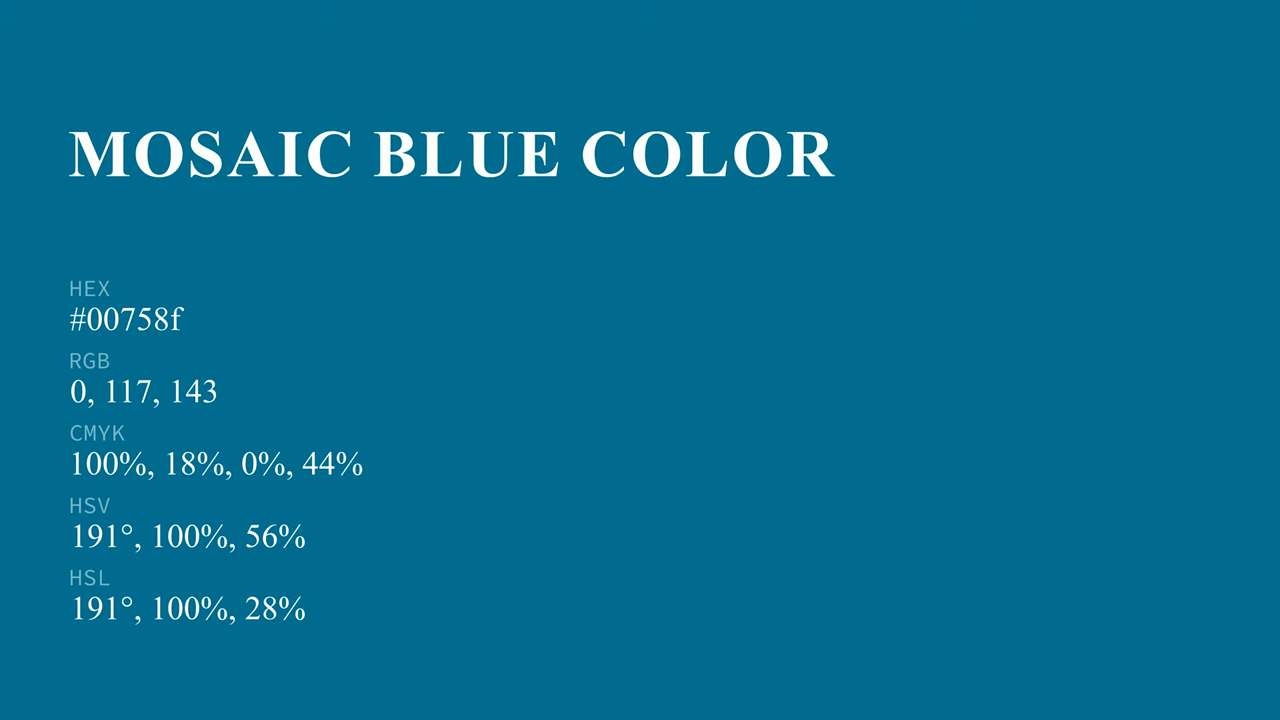 MOSAIC BLUE COLOR
HEX
#00758f
RGB
0, 117, 143
CMYK
100%, 18%, 0%, 44%
HSV
191°, 100%, 56%
HSL
191°, 100%, 28%